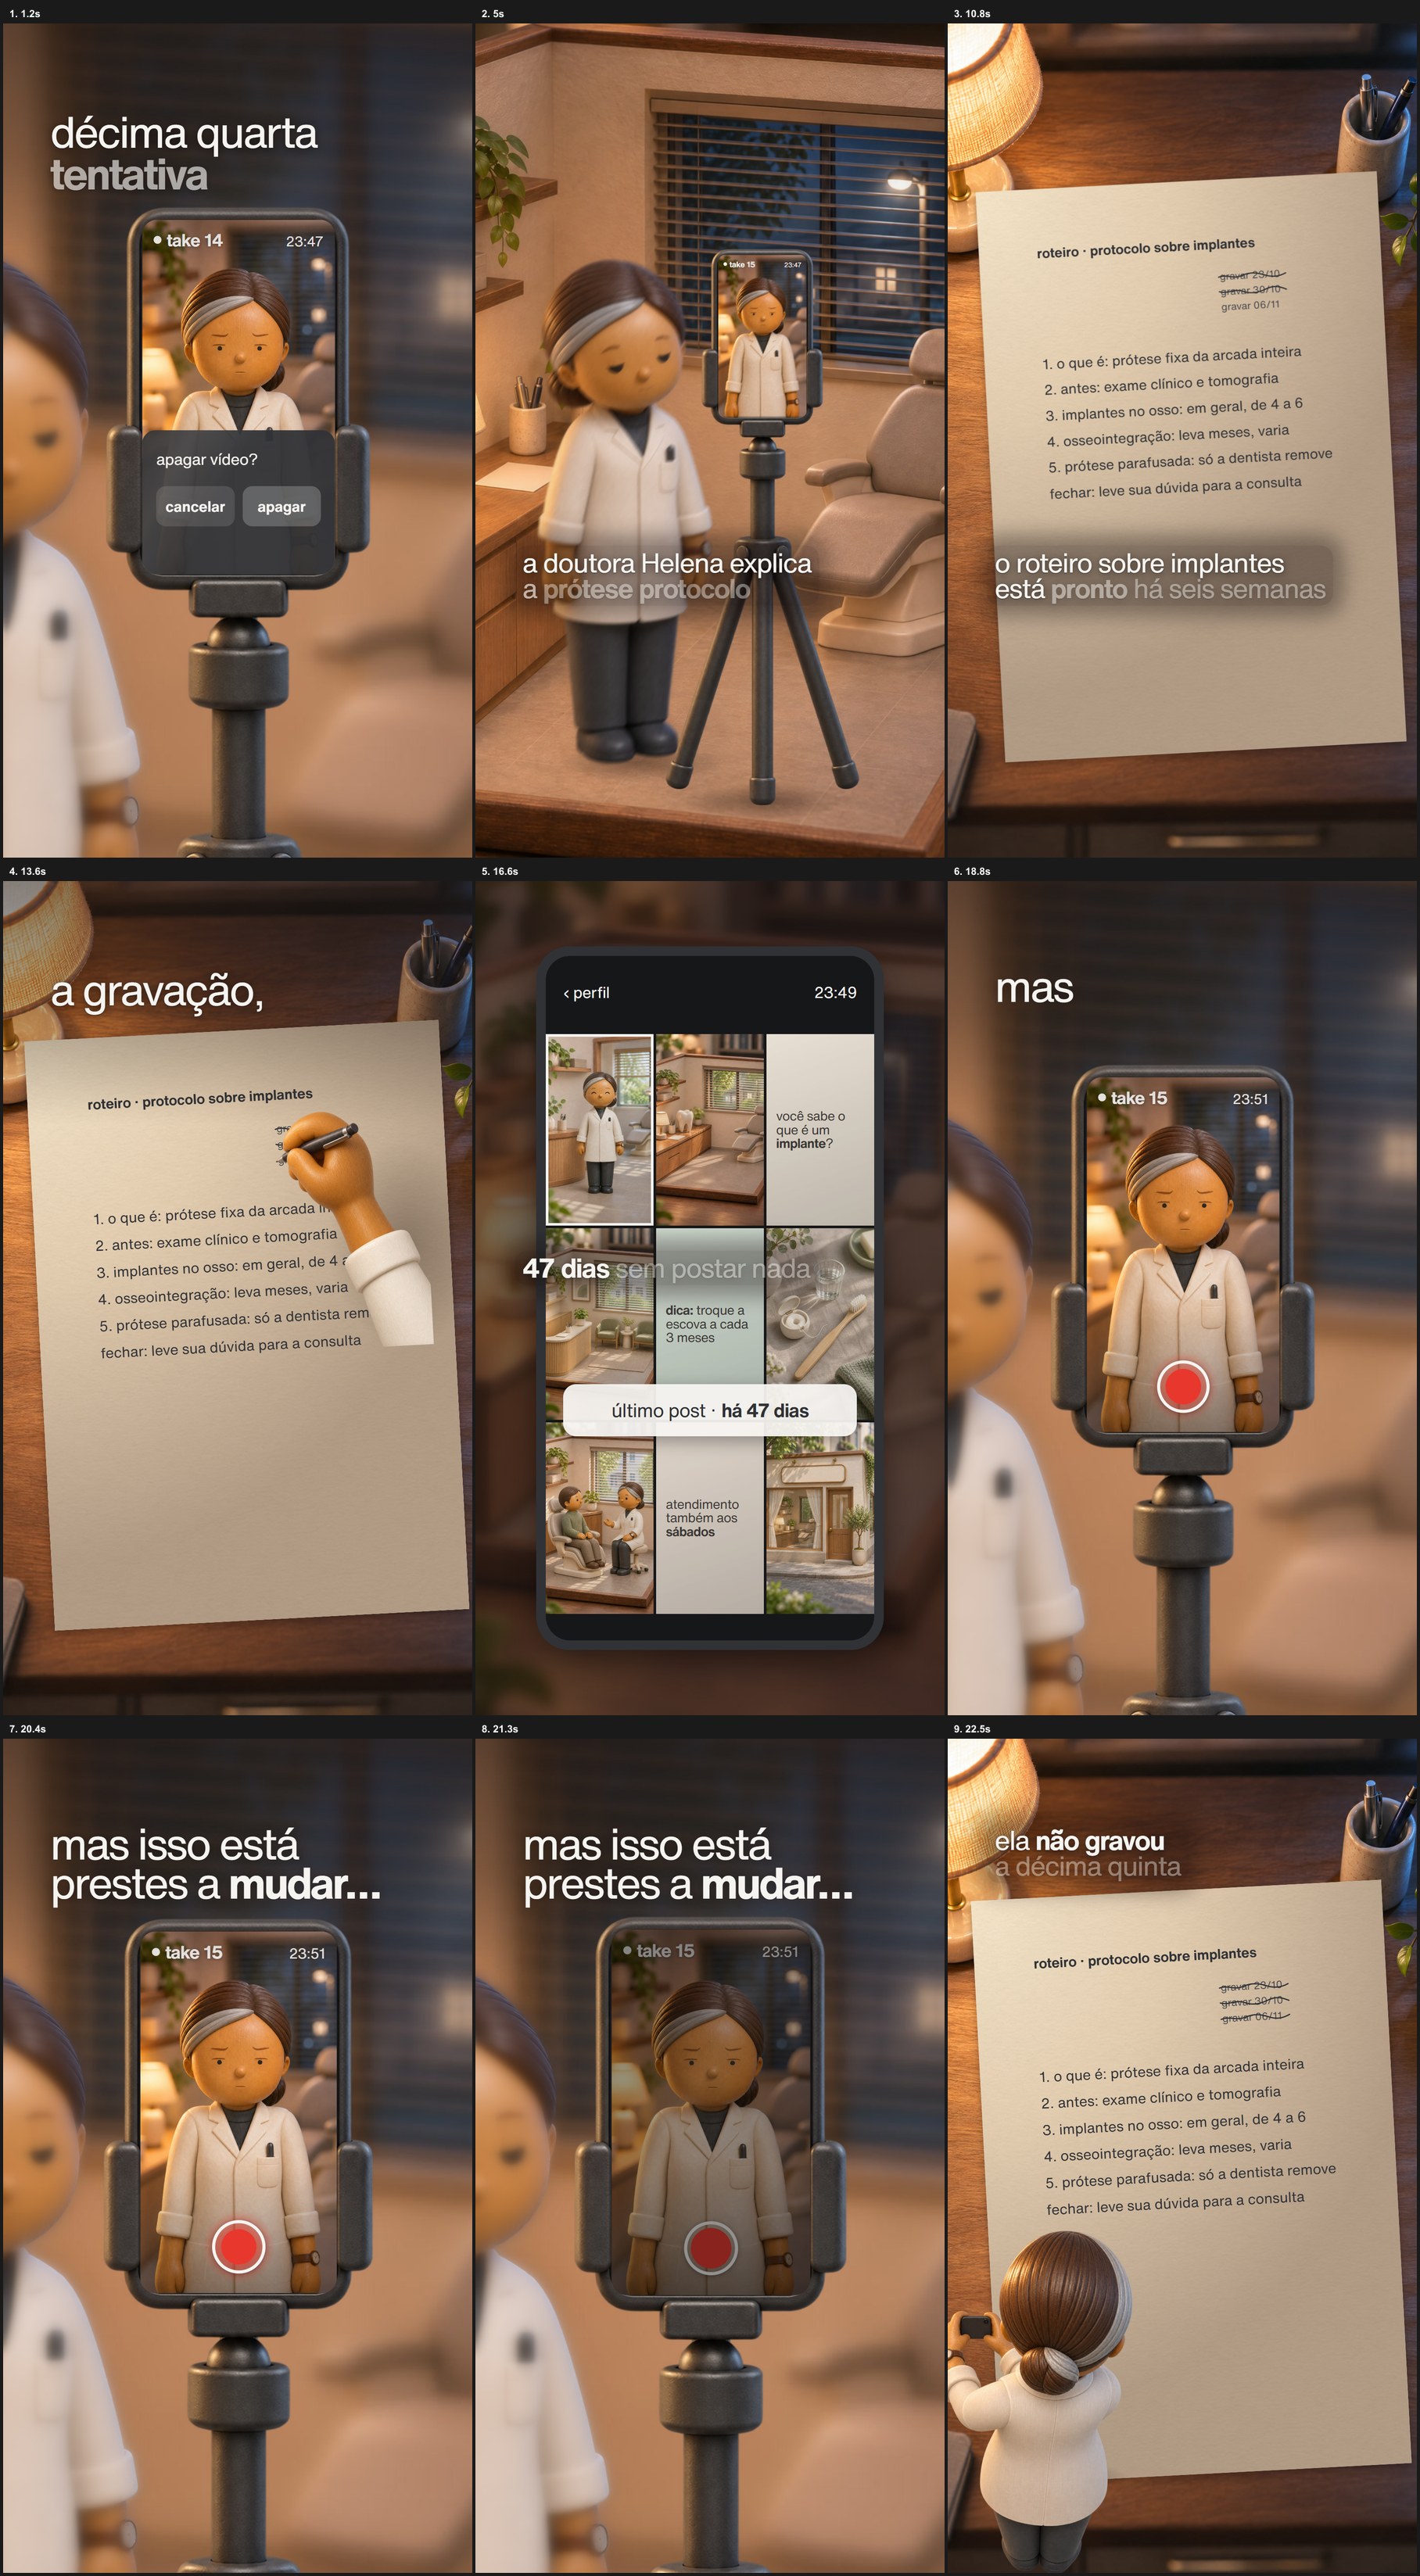 1. 1.2s
décima quarta
tentativa
take 14
23:47
apagar vídeo?
cancelar
apagar
2. 5s
take 15
23:47
a doutora Helena explica
a prótese protocolo
3. 10.8s
roteiro · protocolo sobre implantes
gravar 23/10
gravar 30/10
gravar 06/11
1. o que é: prótese fixa da arcada inteira
2. antes: exame clínico e tomografia
3. implantes no osso: em geral, de 4 a 6
4. osseointegração: leva meses, varia
5. prótese parafusada: só a dentista remove
fechar: leve sua dúvida para a consulta
o roteiro sobre implantes
está pronto há seis semanas
4. 13.6s
a gravação,
roteiro · protocolo sobre implantes
1. o que é: prótese fixa da arcada
2. antes: exame clínico e tomografia
3. implantes no osso: em geral, de 4
4. osseointegração: leva meses, varia
5. prótese parafusada: só a dentista rem
fechar: leve sua dúvida para a consulta
5. 16.6s
‹ perfil
23:49
você sabe o
que é um
implante?
47 dias sem postar nada
dica: troque a
escova a cada
3 meses
último post · há 47 dias
atendimento
também aos
sábados
6. 18.8s
mas
take 15
23:51
7. 20.4s
mas isso está
prestes a mudar...
take 15
23:51
8. 21.3s
mas isso está
prestes a mudar...
take 15
23:51
9. 22.5s
ela não gravou
a décima quinta
roteiro · protocolo sobre implantes
gravar 23/10
gravar 30/10
gravar 06/11
1. o que é: prótese fixa da arcada inteira
2. antes: exame clínico e tomografia
3. implantes no osso: em geral, de 4 a 6
4. osseointegração: leva meses, varia
5. prótese parafusada: só a dentista remove
fechar: leve sua dúvida para a consulta